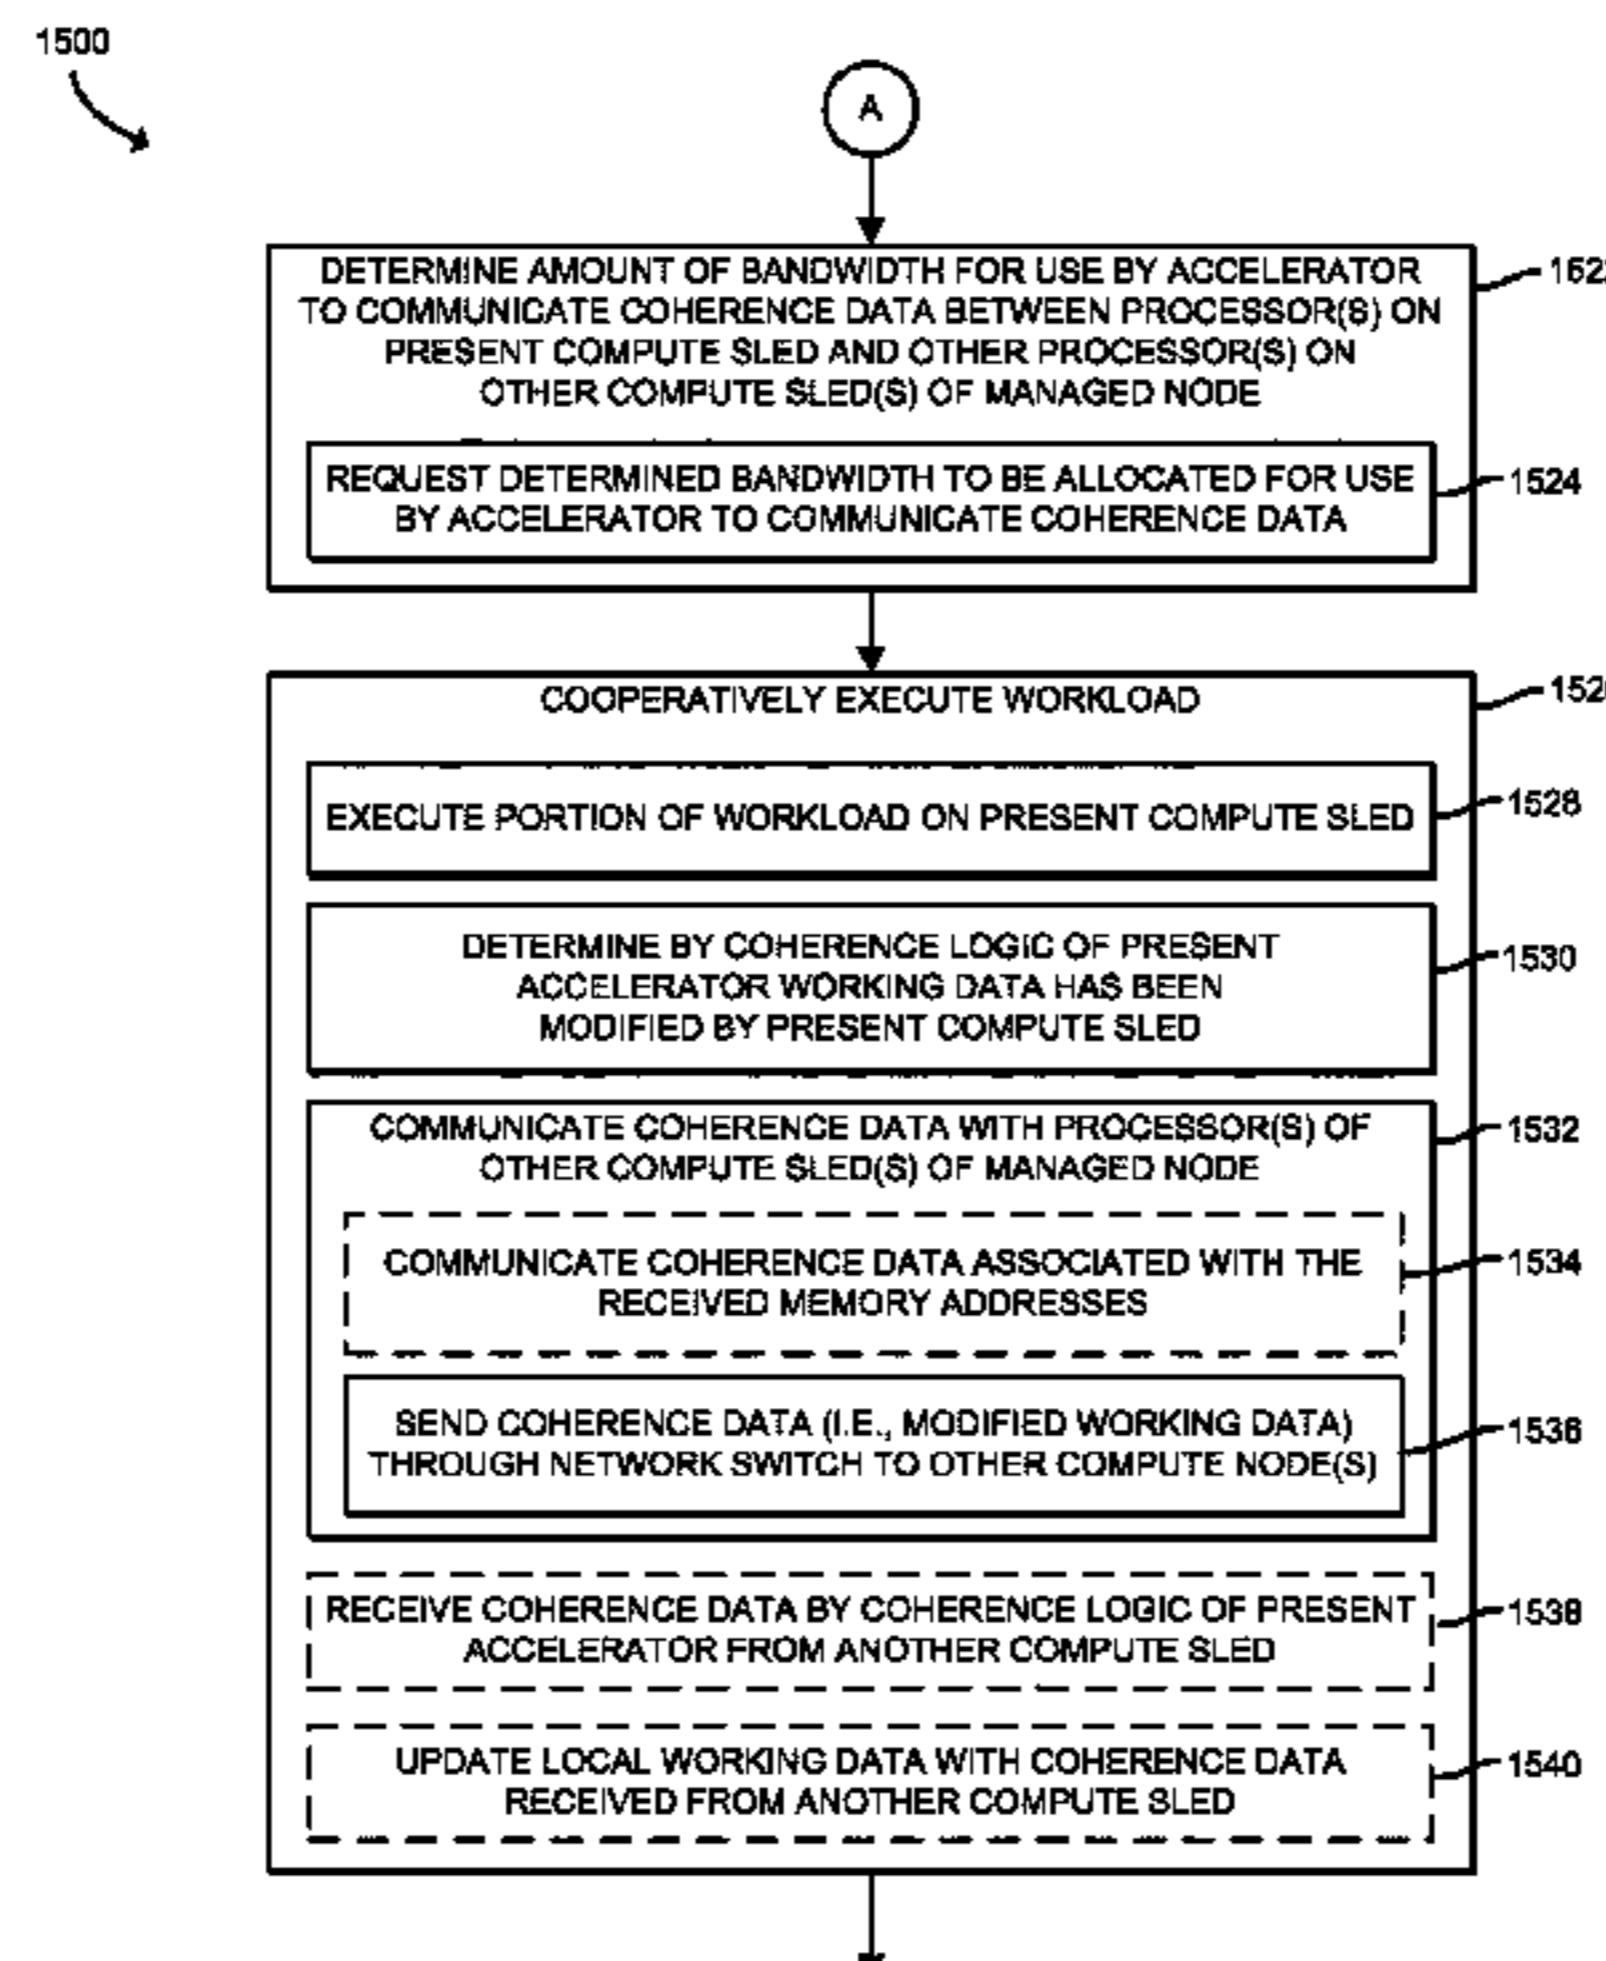 1500
A
DETERMINE AMOUNT OF BANDWIDTH FOR USE BY ACCELERATOR
TO COMMUNICATE COHERENCE DATA BETWEEN PROCESSOR(S) ON
PRESENT COMPUTE SLED AND OTHER PROCESSOR(S) ON
OTHER COMPUTE SLED(S) OF MANAGED NODE
REQUEST DETERMINED BANDWIDTH TO BE ALLOCATED FOR USE
BY ACCELERATOR TO COMMUNICATE COHERENCE DATA
1524
COOPERATIVELY EXECUTE WORKLOAD
EXECUTE PORTION OF WORKLOAD ON PRESENT COMPUTE SLED
1528
DETERMINE BY COHERENCE LOGIC OF PRESENT
ACCELERATOR WORKING DATA HAS BEEN
MODIFIED BY PRESENT COMPUTE SLED
1530
COMMUNICATE COHERENCE DATA WITH PROCESSOR(S) OF
OTHER COMPUTE SLED(S) OF MANAGED NODE
1532
COMMUNICATE COHERENCE DATA ASSOCIATED WITH THE
RECEIVED MEMORY ADDRESSES
1534
SEND COHERENCE DATA (I.E., MODIFIED WORKING DATA)
THROUGH NETWORK SWITCH TO OTHER COMPUTE NODE(S)
1536
RECEIVE COHERENCE DATA BY COHERENCE LOGIC OF PRESENT
ACCELERATOR FROM ANOTHER COMPUTE SLED
1538
UPDATE LOCAL WORKING DATA WITH COHERENCE DATA
RECEIVED FROM ANOTHER COMPUTE SLED
1540